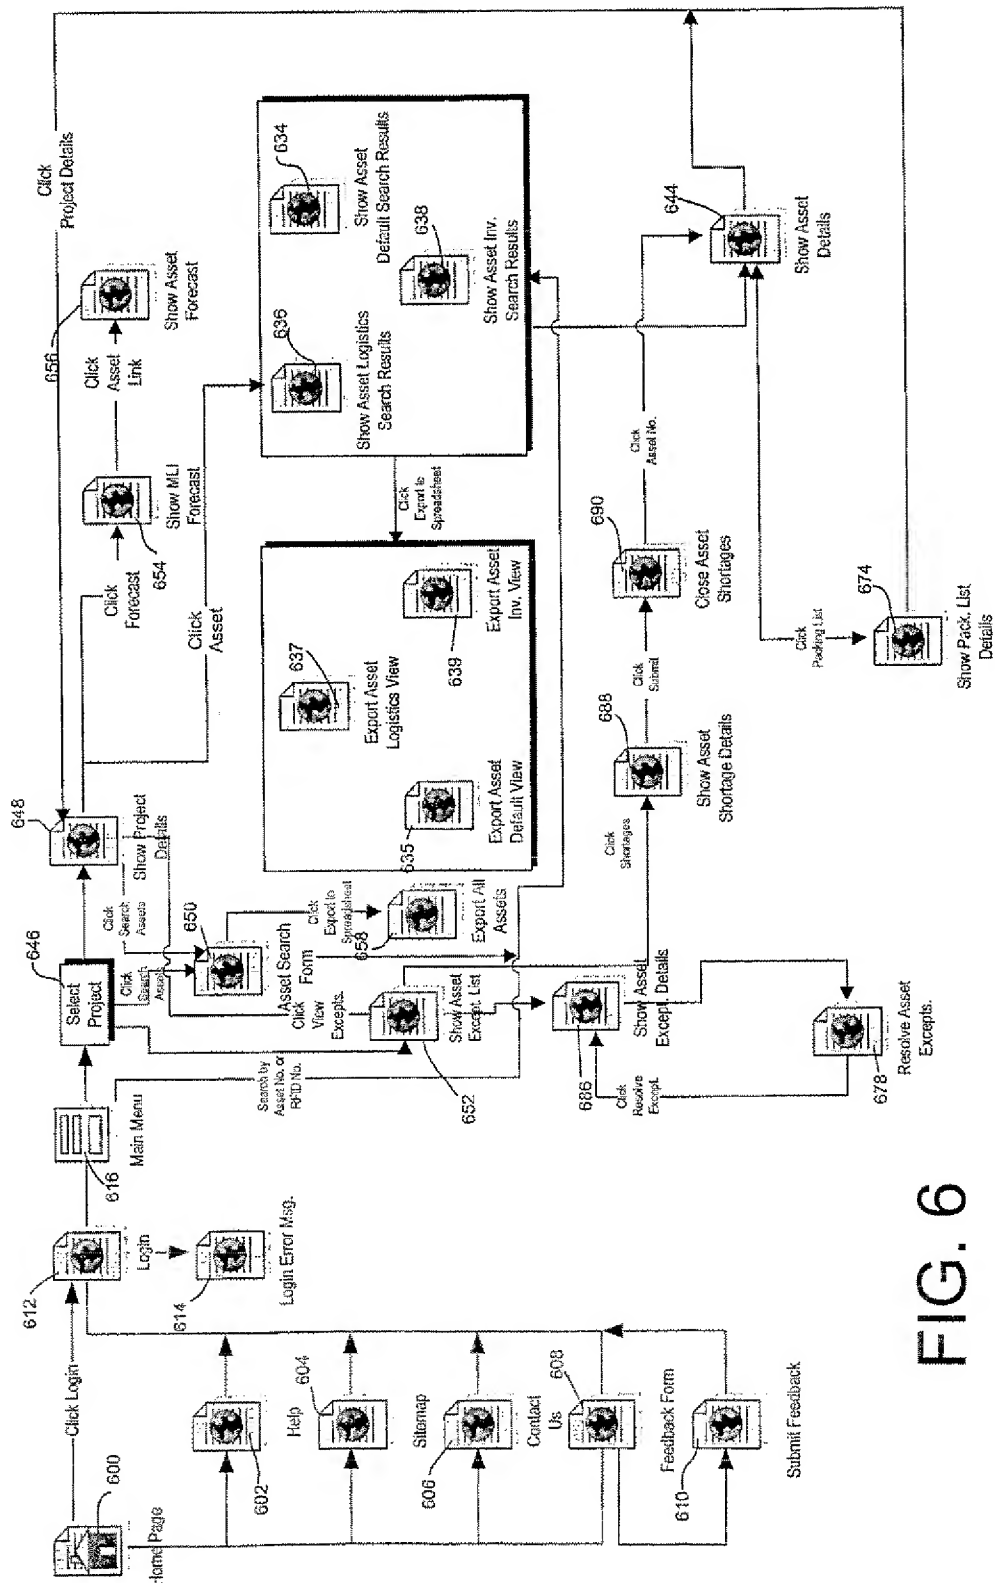 600
Home Page
Click Login
602
Help
604
Sitemap
606
Contact
Us
608
Feedback Form
610
Submit Feedback
612
Login
614
Login Error Msg.
616
Main Menu
646
Select
Project
Search by
Asset No. or
RFID No.
648
Show Project
Details
Click
Search
Assets
Click
Search
Assets
650
Asset Search
Form
Click
View
Excepts.
Click
Export to
Spreadsheet
658
Export All
Assets
652
Show Asset
Except. List
686
Show Asset
Except. Details
Click
Resolve
Except.
678
Resolve Asset
Excepts.
Click
Forecast
654
Show MLI
Forecast
Click
Asset
Link
656
Show Asset
Forecast
Click
Project Details
Click
Asset
634
Show Asset
Default Search Results
636
Show Asset Logistics
Search Results
638
Show Asset Inv.
Search Results
Click
Export to
Spreadsheet
637
Export Asset
Logistics View
639
Export Asset
Inv. View
635
Export Asset
Default View
Click
Shortages
688
Show Asset
Shortage Details
Click
Submit
690
Close Asset
Shortages
Click
Asset No.
644
Show Asset
Details
Click
Packing List
674
Show Pack. List
Details
FIG. 6